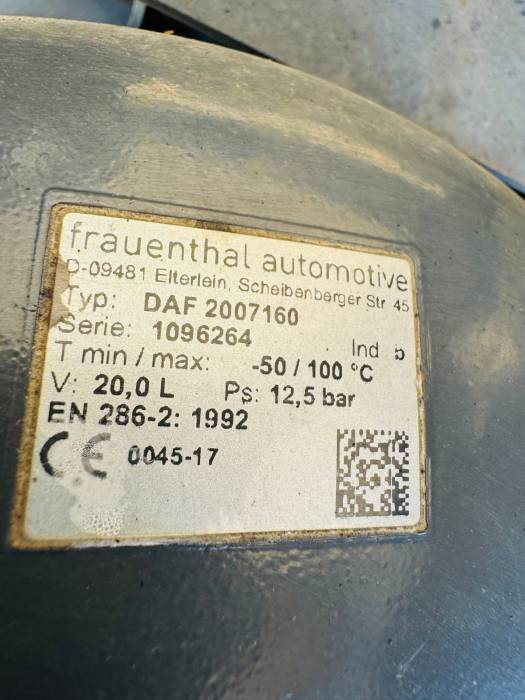 frauenthal automotive
D-09481 Elterlein, Scheibenberger Str 45
Typ: DAF 2007160
Serie: 1096264 Ind b
T min / max: -50 / 100 °C
V: 20,0 L Ps: 12,5 bar
EN 286-2: 1992
CE 0045-17